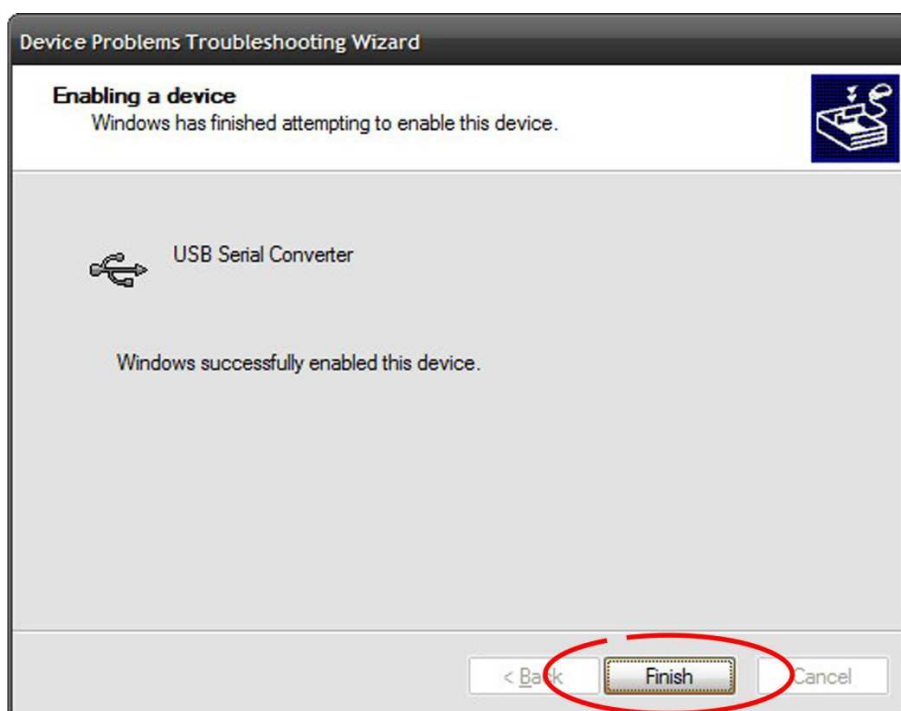 Device Problems Troubleshooting Wizard
Enabling a device
Windows has finished attempting to enable this device.
USB Serial Converter
Windows successfully enabled this device.
< Back Finish Cancel